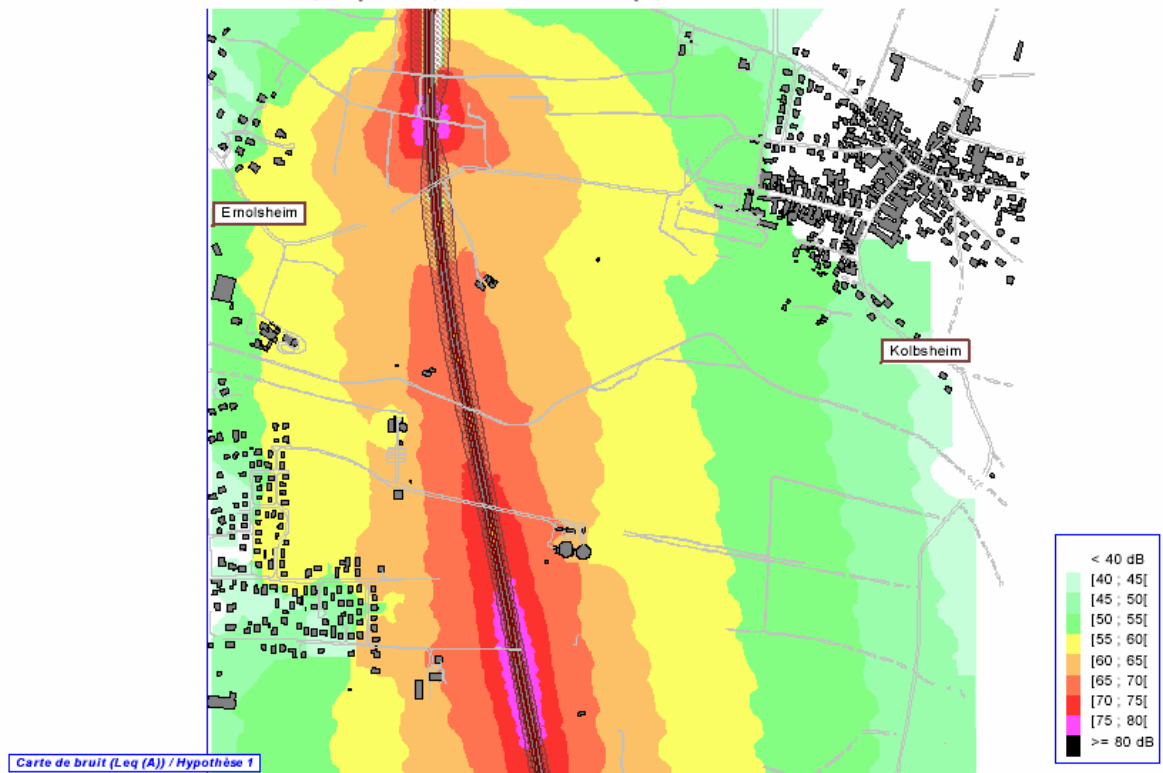 Ernolsheim
Kolbsheim
< 40 dB
[40 ; 45[
[45 ; 50[
[50 ; 55[
[55 ; 60[
[60 ; 65[
[65 ; 70[
[70 ; 75[
[75 ; 80[
>= 80 dB
Carte de bruit (Leq (A)) / Hypothèse 1